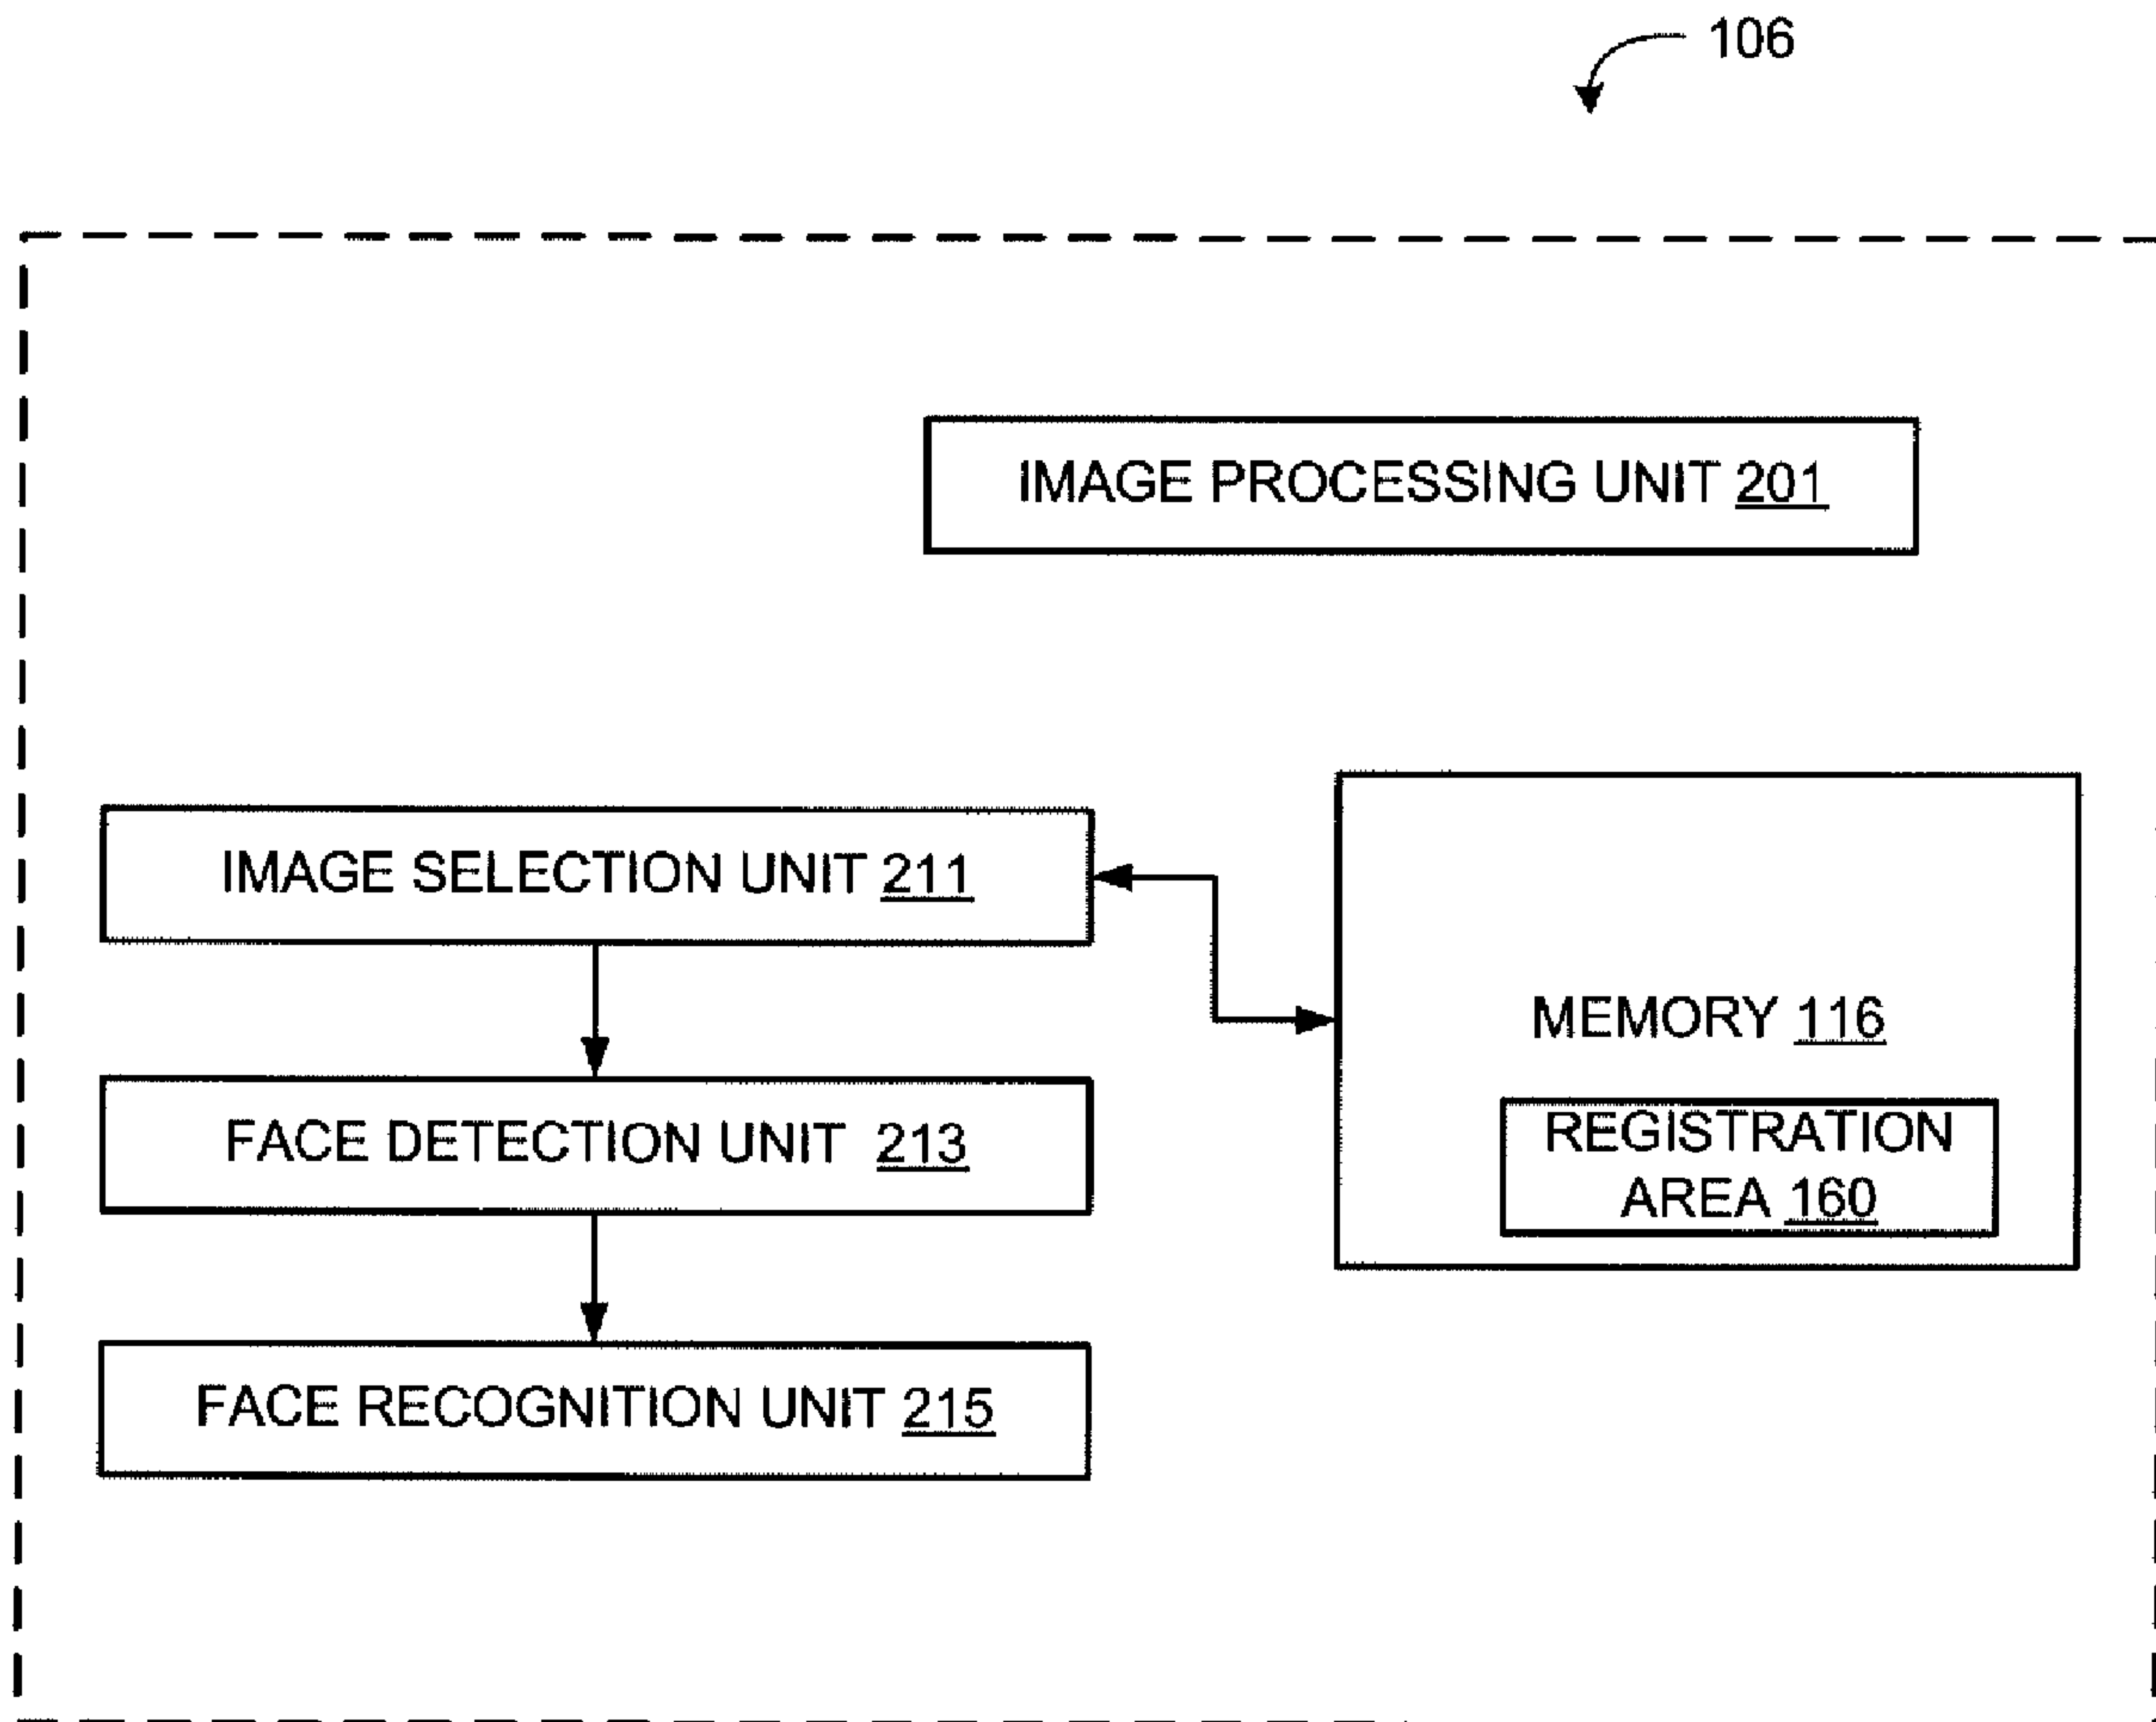 106
IMAGE PROCESSING UNIT 201
IMAGE SELECTION UNIT 211
MEMORY 116
REGISTRATION
AREA 160
FACE DETECTION UNIT 213
FACE RECOGNITION UNIT 215